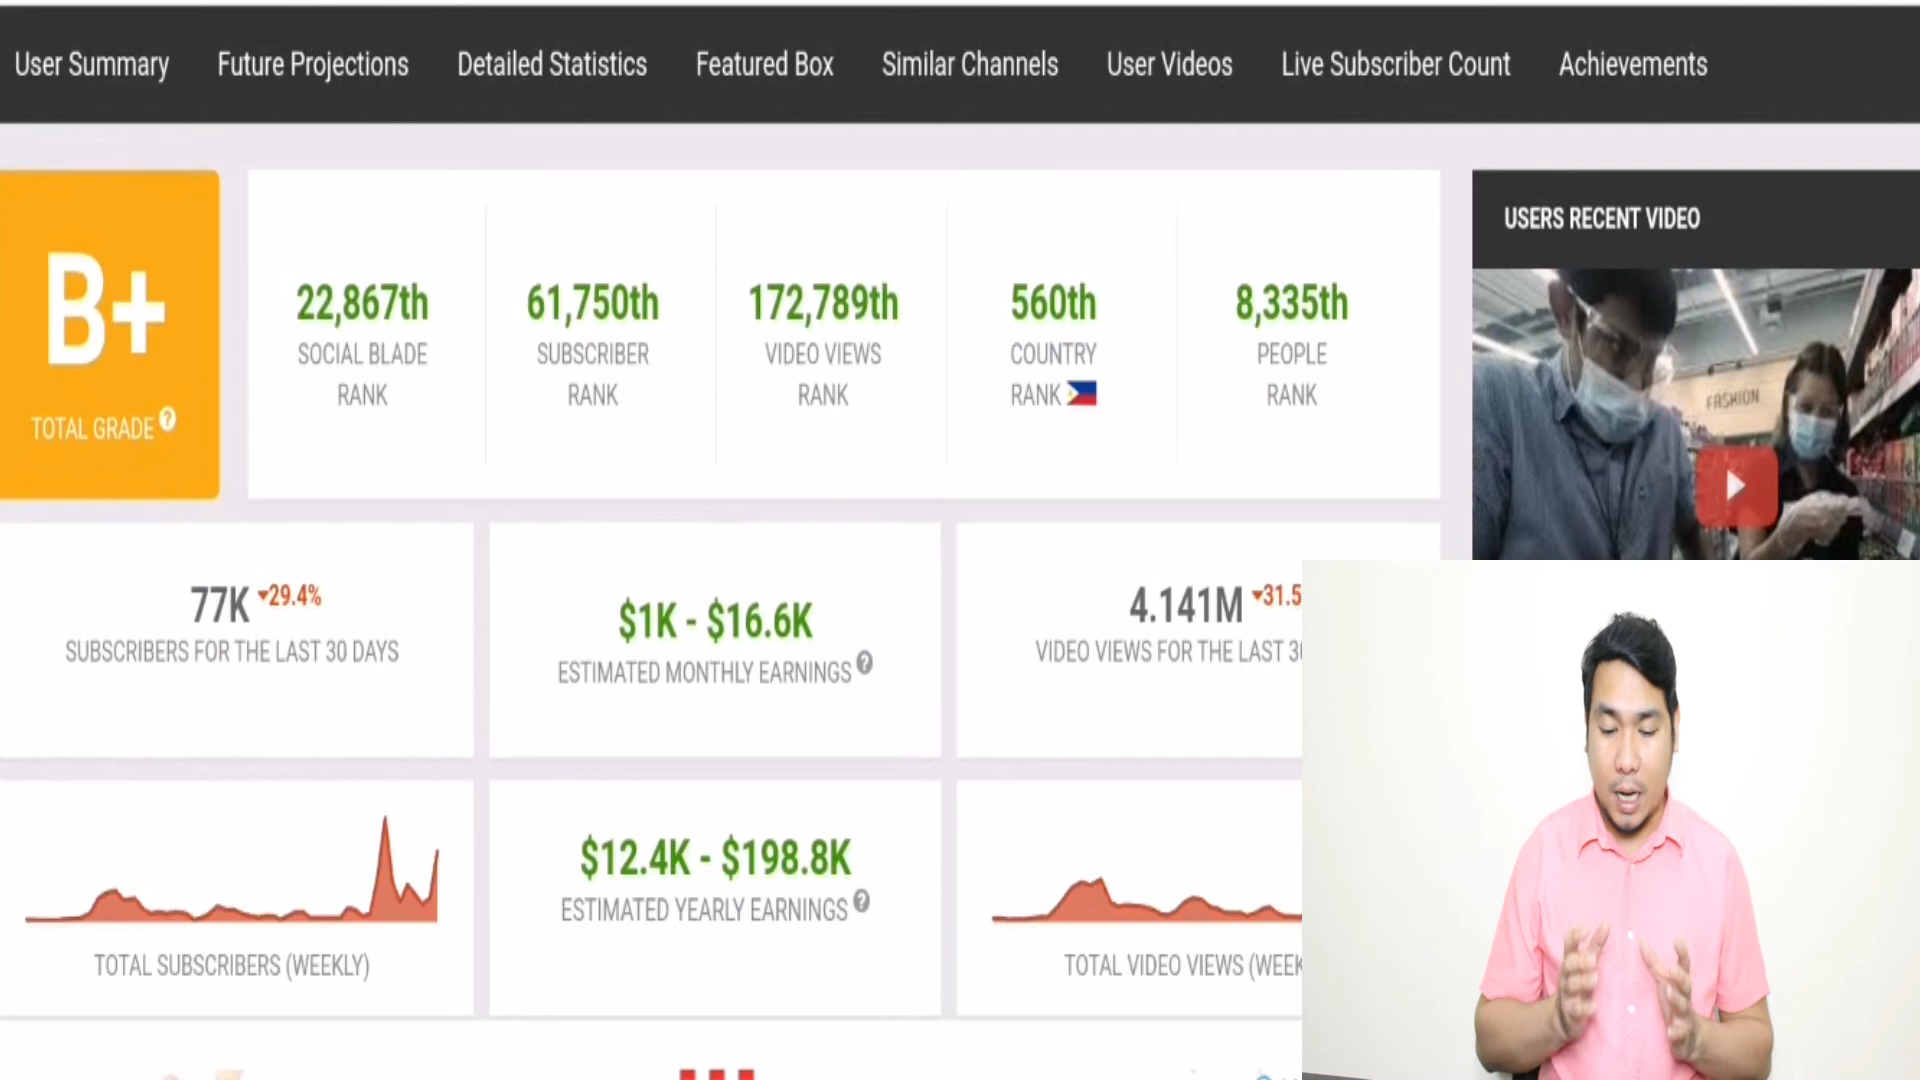 User Summary Future Projections Detailed Statistics Featured Box Similar Channels User Videos Live Subscriber Count Achievements
B+
TOTAL GRADE ?
22,867th
SOCIAL BLADE
RANK
61,750th
SUBSCRIBER
RANK
172,789th
VIDEO VIEWS
RANK
560th
COUNTRY
RANK
8,335th
PEOPLE
RANK
USERS RECENT VIDEO
FASHION
77K 29.4%
SUBSCRIBERS FOR THE LAST 30 DAYS
$1K - $16.6K
ESTIMATED MONTHLY EARNINGS ?
4.141M 31.5
VIDEO VIEWS FOR THE LAST
TOTAL SUBSCRIBERS (WEEKLY)
$12.4K - $198.8K
ESTIMATED YEARLY EARNINGS ?
TOTAL VIDEO VIEWS (WEEK